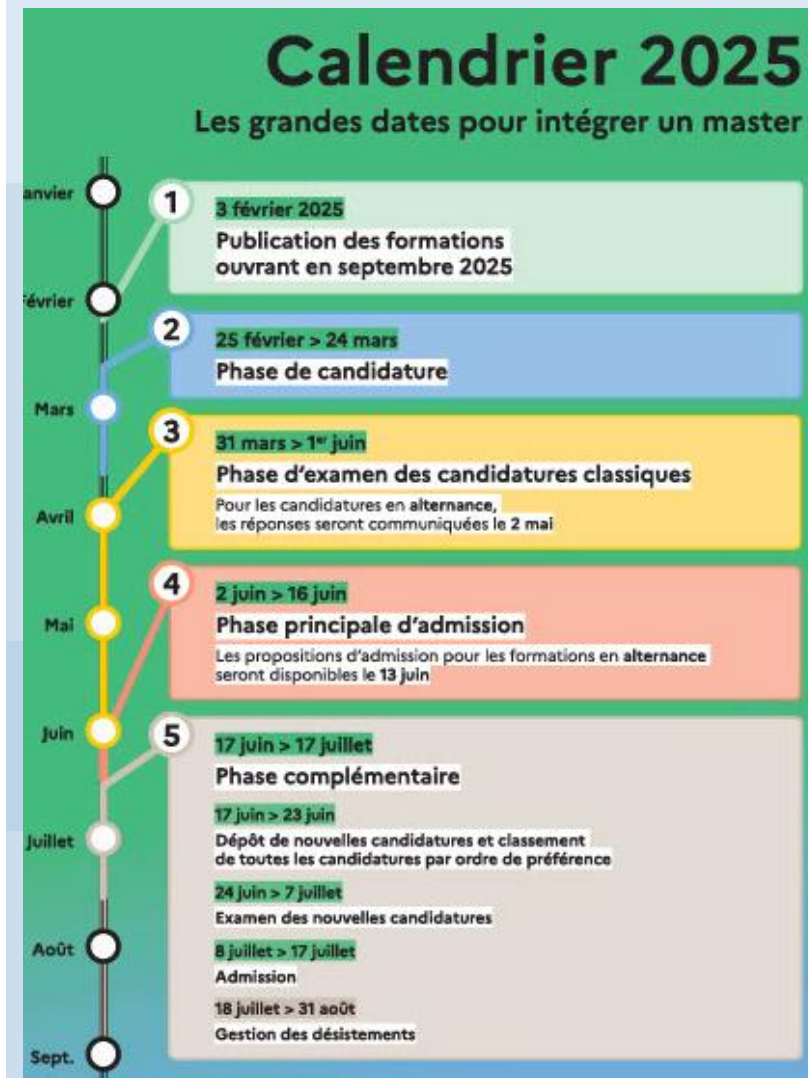 Calendrier 2025
Les grandes dates pour intégrer un master
anvier
1
3 février 2025
Publication des formations
ouvrant en septembre 2025
évrier
2
25 février > 24 mars
Phase de candidature
Mars
3
31 mars > 1er juin
Phase d'examen des candidatures classiques
Pour les candidatures en alternance,
les réponses seront communiquées le 2 mai
Avril
4
2 juin > 16 juin
Phase principale d'admission
Les propositions d'admission pour les formations en alternance
seront disponibles le 13 juin
Mai
Juin
5
17 juin > 17 juillet
Phase complémentaire
17 juin > 23 juin
Dépôt de nouvelles candidatures et classement
de toutes les candidatures par ordre de préférence
Juillet
24 juin > 7 juillet
Examen des nouvelles candidatures
8 juillet > 17 juillet
Admission
Août
18 juillet > 31 août
Gestion des désistements
Sept.